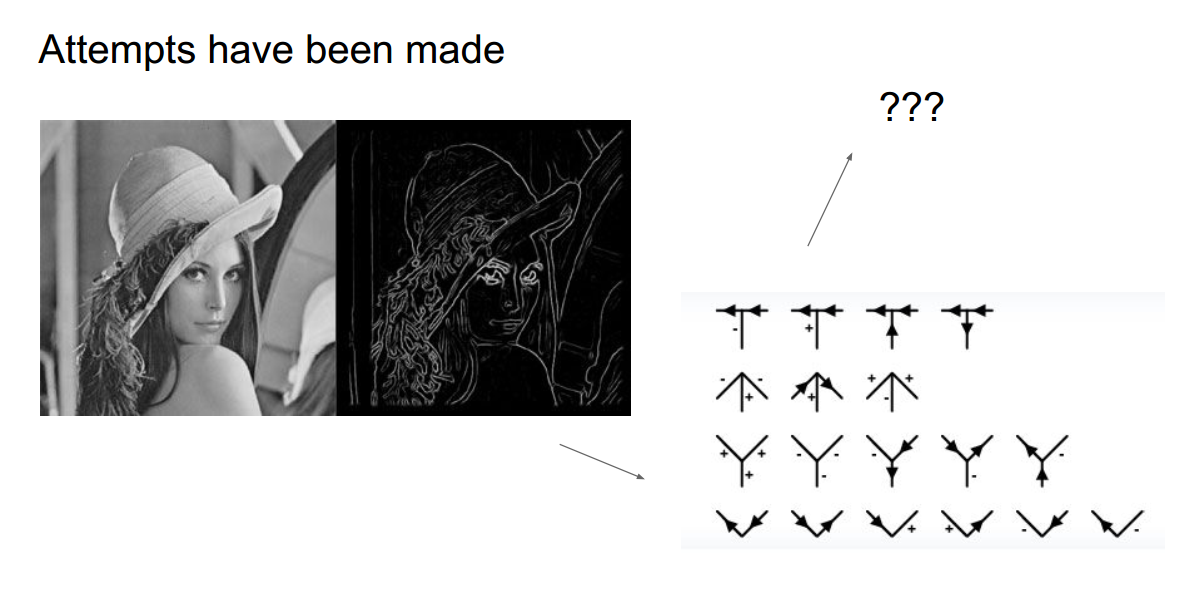 Attempts have been made
???
- +
- - + + + + -
+ + + - - - - - -
+ + - -